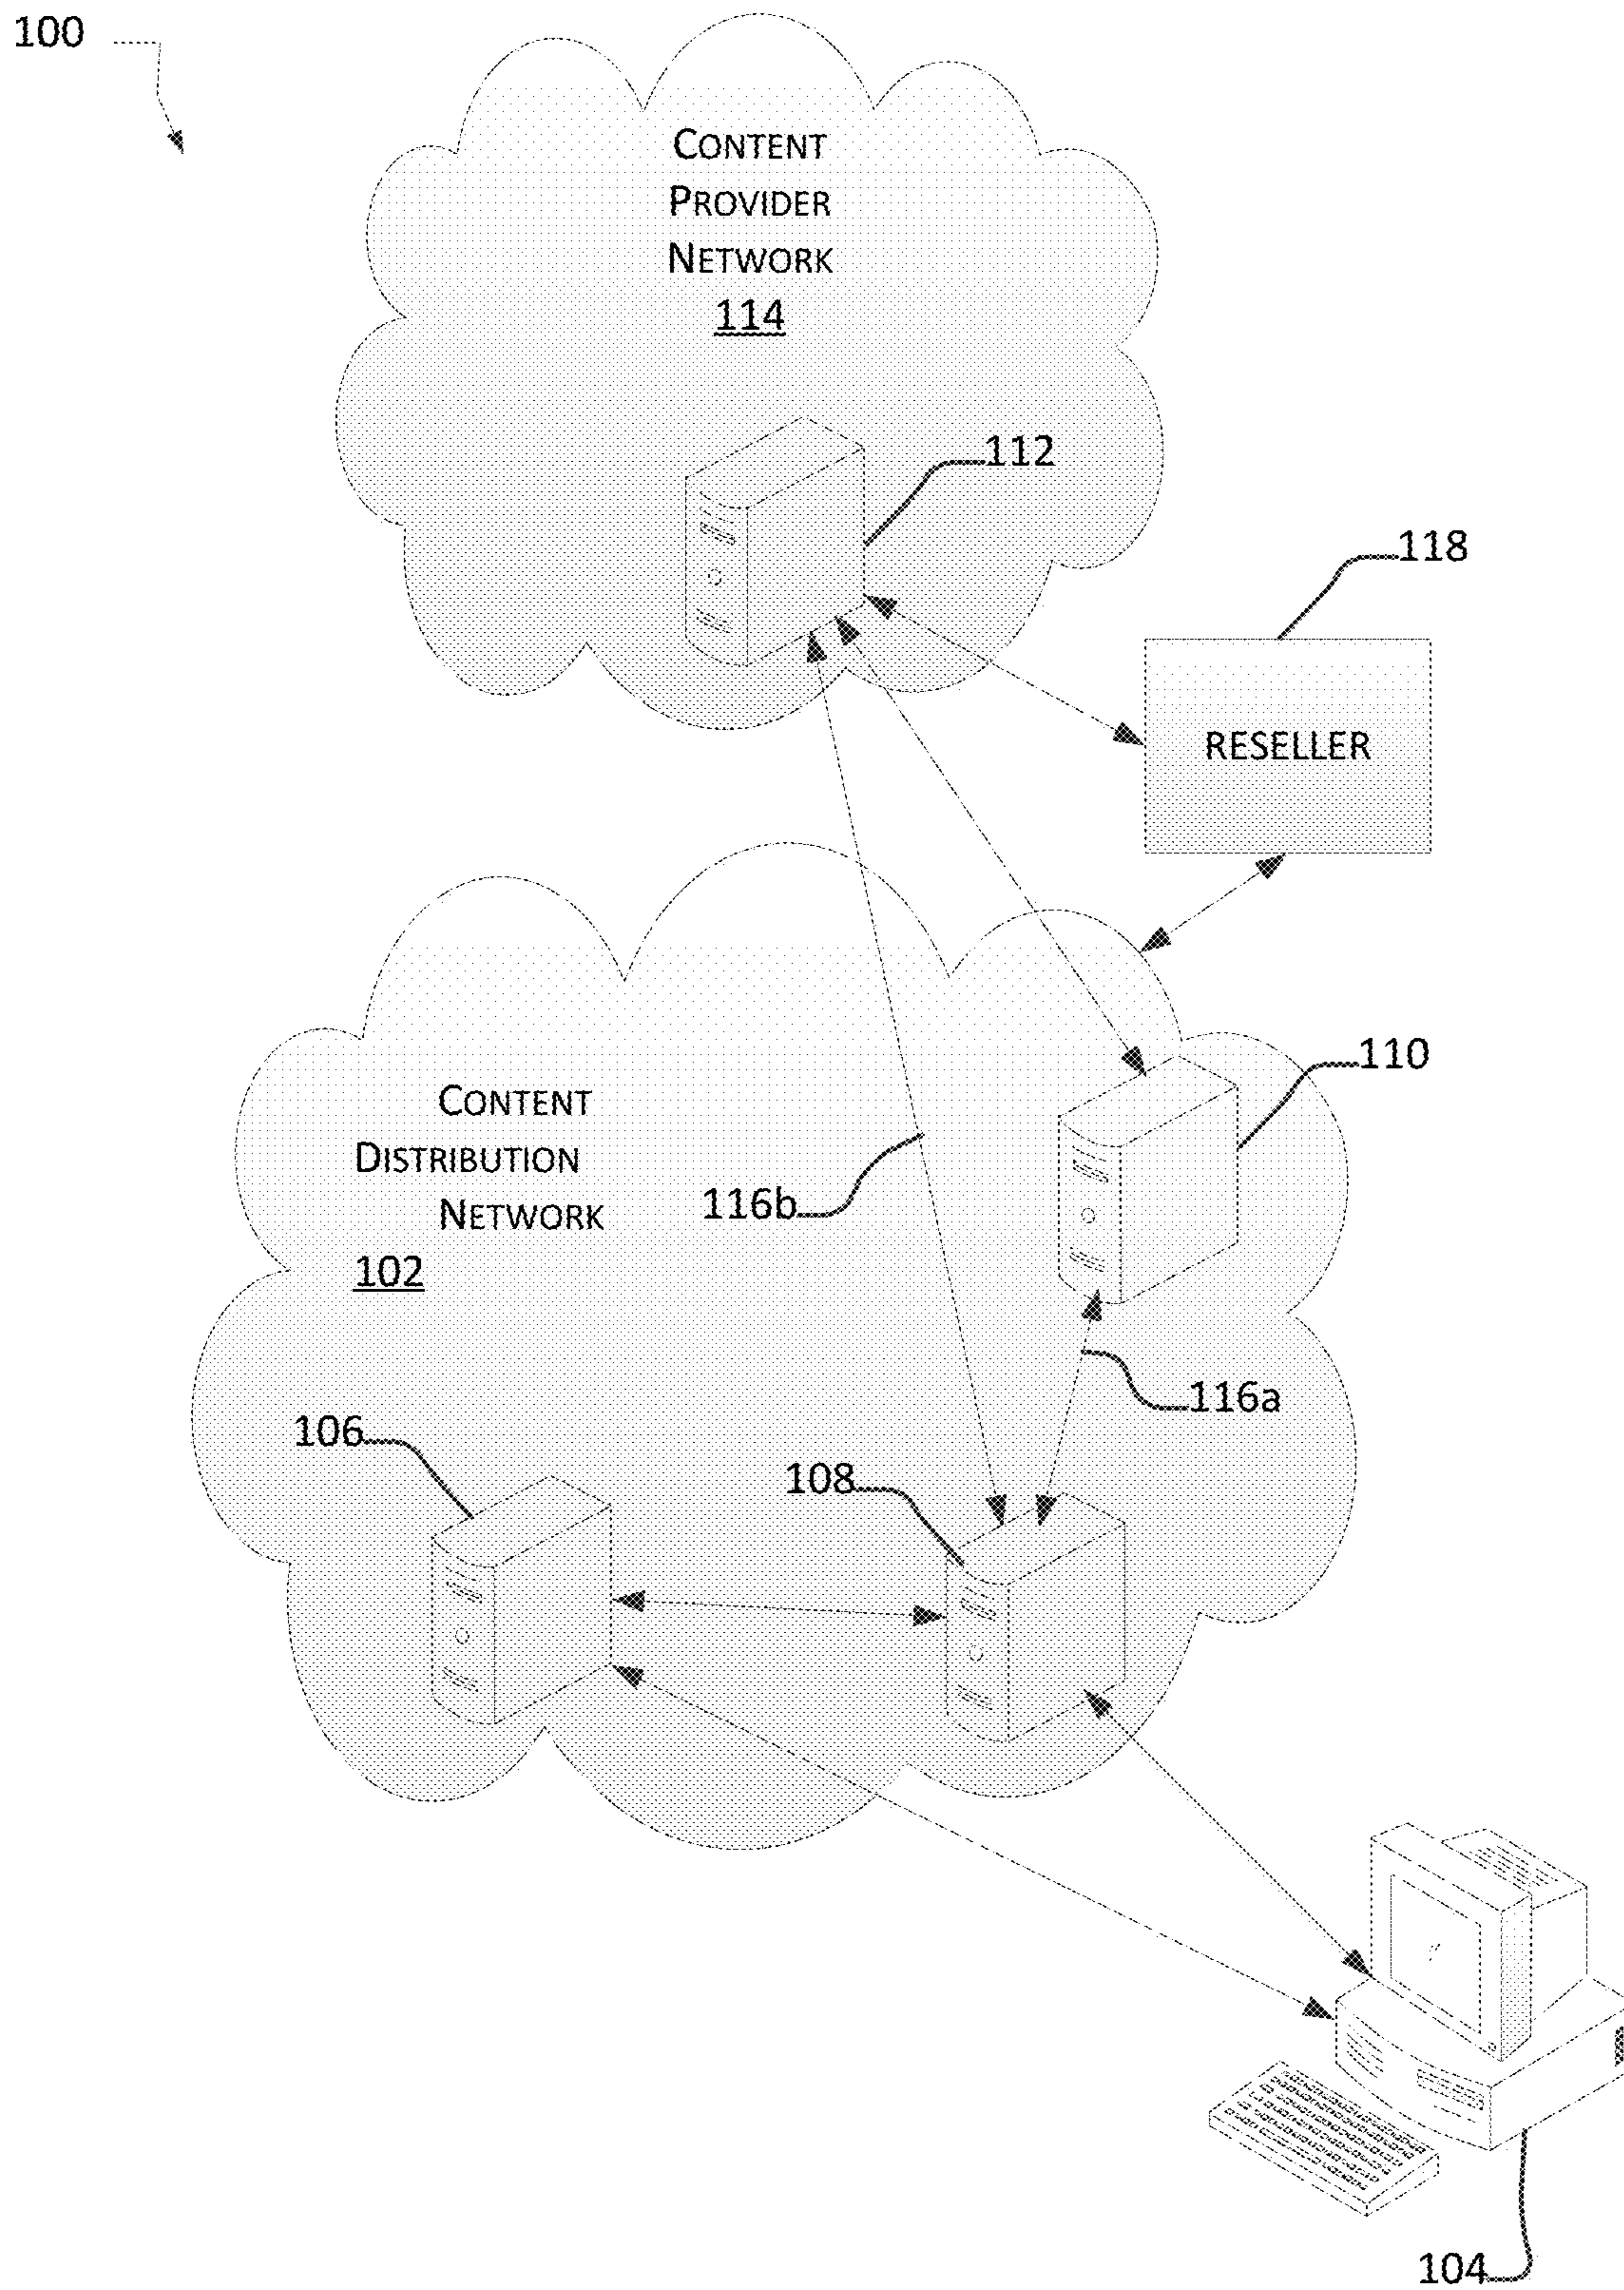 100
CONTENT
PROVIDER
NETWORK
114
112
118
RESELLER
110
CONTENT
DISTRIBUTION
NETWORK
102
116b
116a
106
108
104